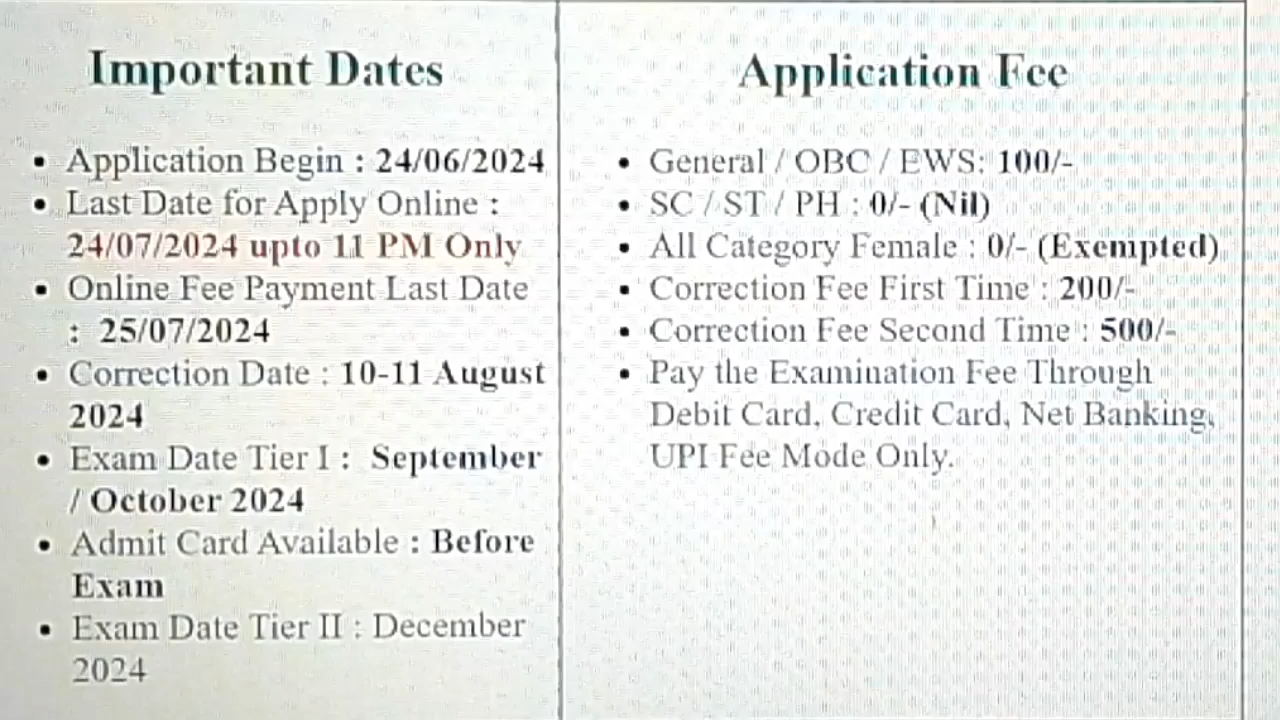 Important Dates
• Application Begin : 24/06/2024
• Last Date for Apply Online :
24/07/2024 upto 11 PM Only
• Online Fee Payment Last Date
: 25/07/2024
• Correction Date : 10-11 August
2024
• Exam Date Tier I : September
/ October 2024
• Admit Card Available : Before
Exam
• Exam Date Tier II : December
2024
Application Fee
• General / OBC / EWS: 100/-
• SC / ST / PH : 0/- (Nil)
• All Category Female : 0/- (Exempted)
• Correction Fee First Time : 200/-
• Correction Fee Second Time : 500/-
• Pay the Examination Fee Through
Debit Card, Credit Card, Net Banking,
UPI Fee Mode Only.